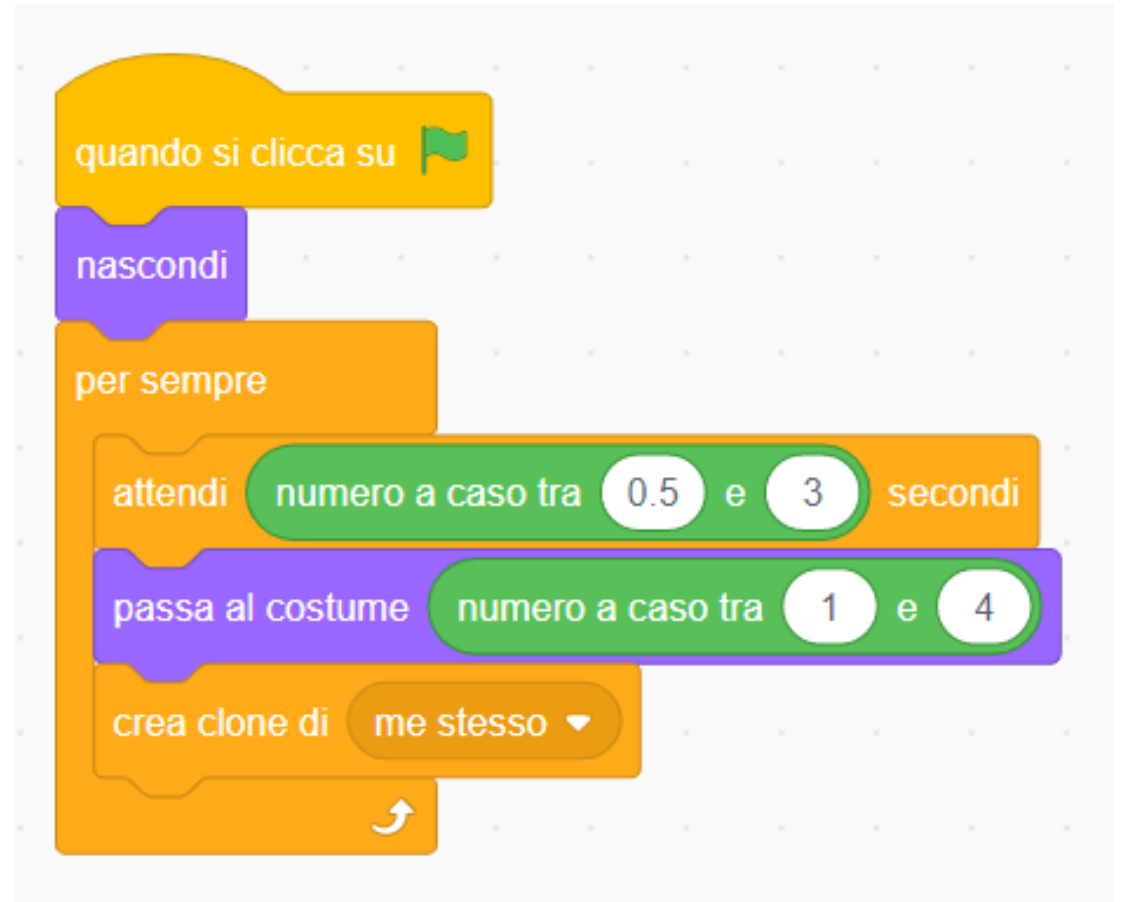 quando si clicca su
nascondi
per sempre
attendi numero a caso tra 0.5 e 3 secondi
passa al costume numero a caso tra 1 e 4
crea clone di me stesso